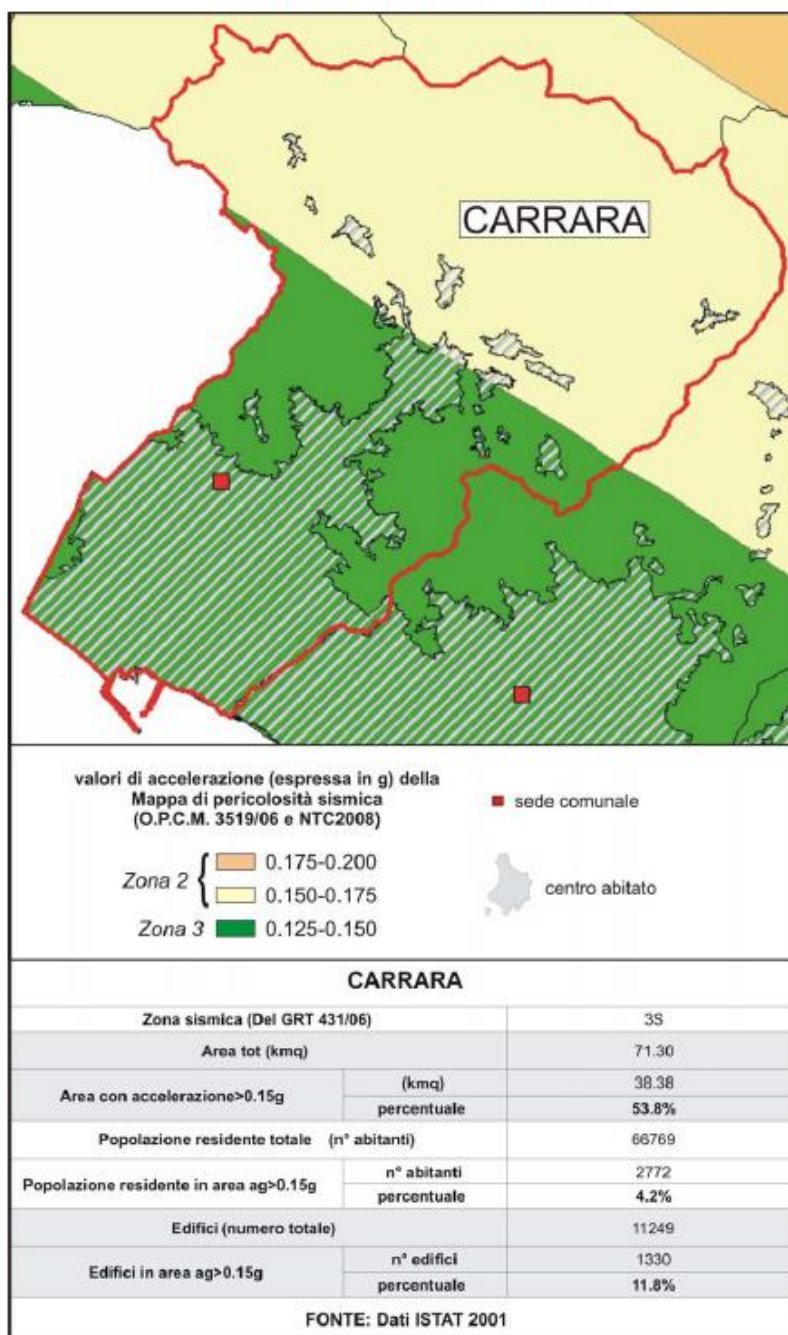 CARRARA
valori di accelerazione (espressa in g) della
Mappa di pericolosità sismica
(O.P.C.M. 3519/06 e NTC2008)
sede comunale
Zona 2
0.175-0.200
0.150-0.175
Zona 3
0.125-0.150
centro abitato
CARRARA
Zona sismica (Del GRT 431/06) 3S
Area tot (kmq) 71.30
Area con accelerazione>0.15g (kmq) 38.38
percentuale 53.8%
Popolazione residente totale (n° abitanti) 66769
Popolazione residente in area ag>0.15g n° abitanti 2772
percentuale 4.2%
Edifici (numero totale) 11249
Edifici in area ag>0.15g n° edifici 1330
percentuale 11.8%
FONTE: Dati ISTAT 2001